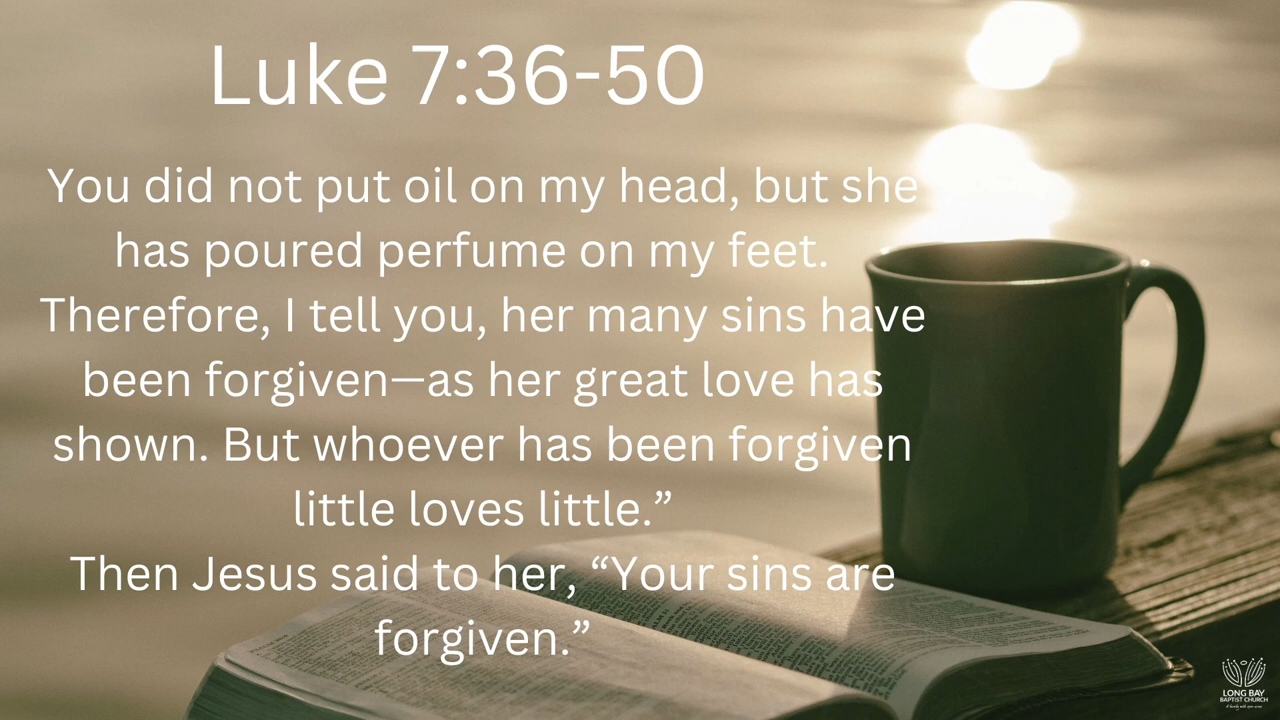 Luke 7:36-50
You did not put oil on my head, but she
has poured perfume on my feet.
Therefore, I tell you, her many sins have
been forgiven—as her great love has
shown. But whoever has been forgiven
little loves little.”
Then Jesus said to her, “Your sins are
forgiven.”
LONG BAY
BAPTIST CHURCH